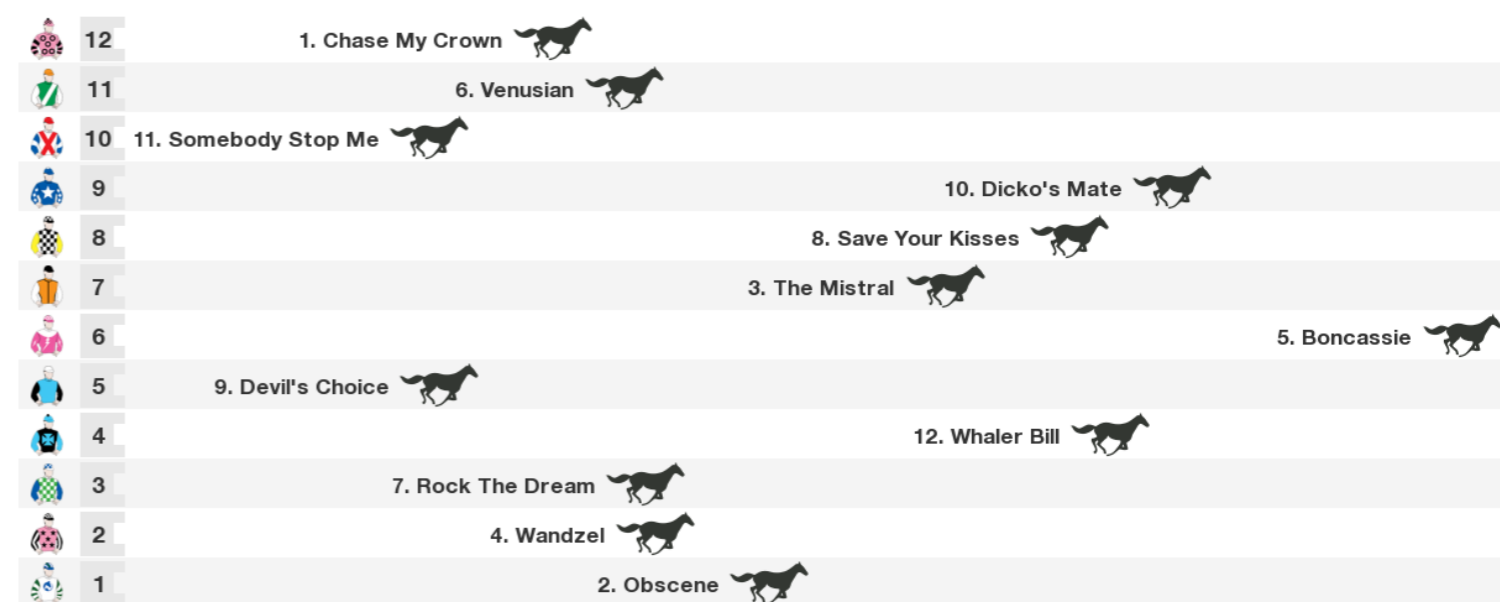 12 1. Chase My Crown
11 6. Venusian
10 11. Somebody Stop Me
9 10. Dicko's Mate
8 8. Save Your Kisses
7 3. The Mistral
6 5. Boncassie
5 9. Devil's Choice
4 12. Whaler Bill
3 7. Rock The Dream
2 4. Wandzel
1 2. Obscene